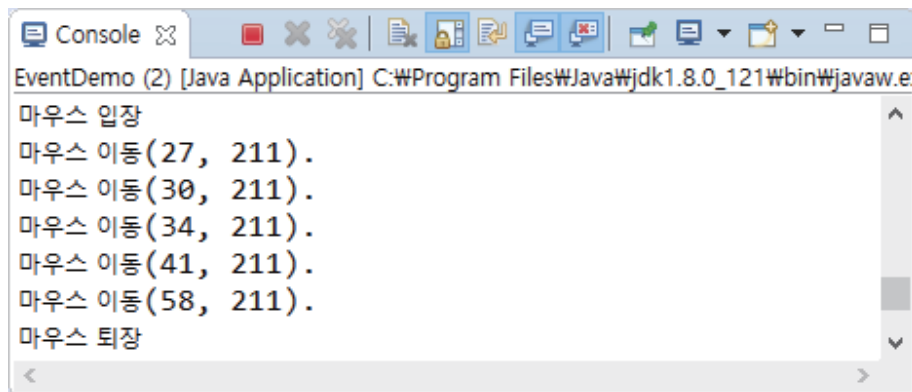 Console
EventDemo (2) [Java Application] C:₩Program Files₩Java₩jdk1.8.0_121₩bin₩javaw.e
마우스 입장
마우스 이동(27, 211).
마우스 이동(30, 211).
마우스 이동(34, 211).
마우스 이동(41, 211).
마우스 이동(58, 211).
마우스 퇴장